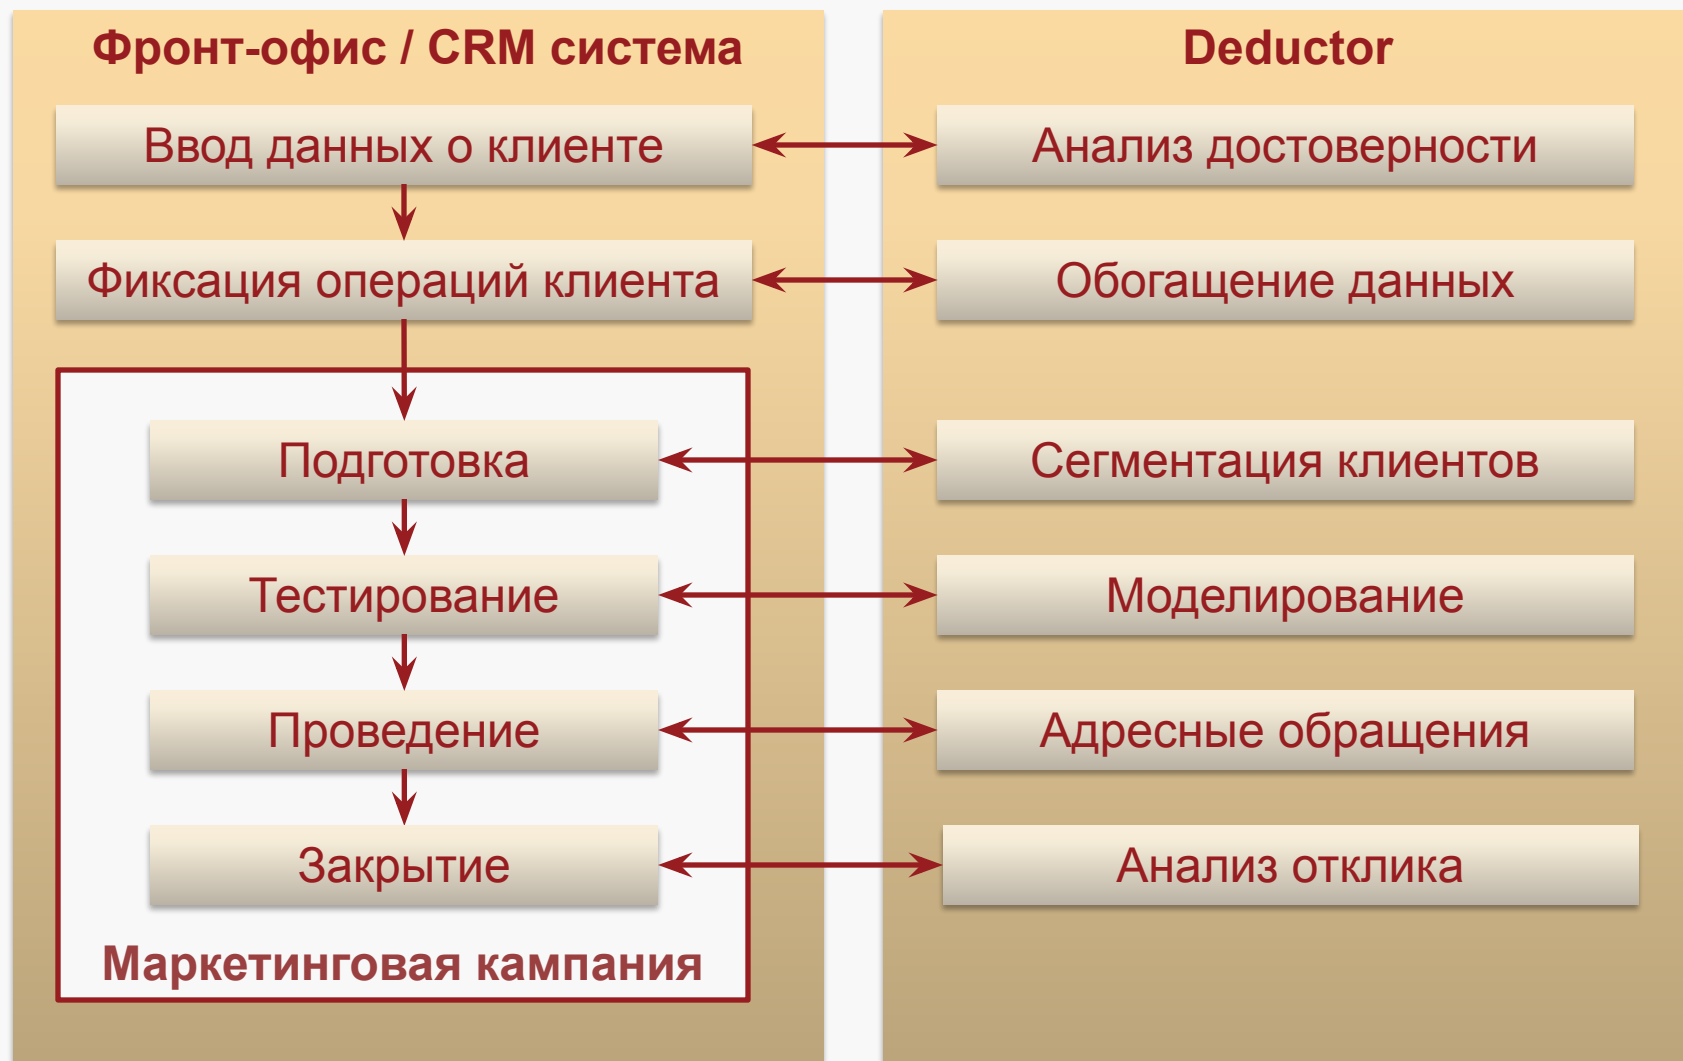 Фронт-офис / CRM система
Deductor
Ввод данных о клиенте
Анализ достоверности
Фиксация операций клиента
Обогащение данных
Подготовка
Сегментация клиентов
Тестирование
Моделирование
Проведение
Адресные обращения
Закрытие
Анализ отклика
Маркетинговая кампания